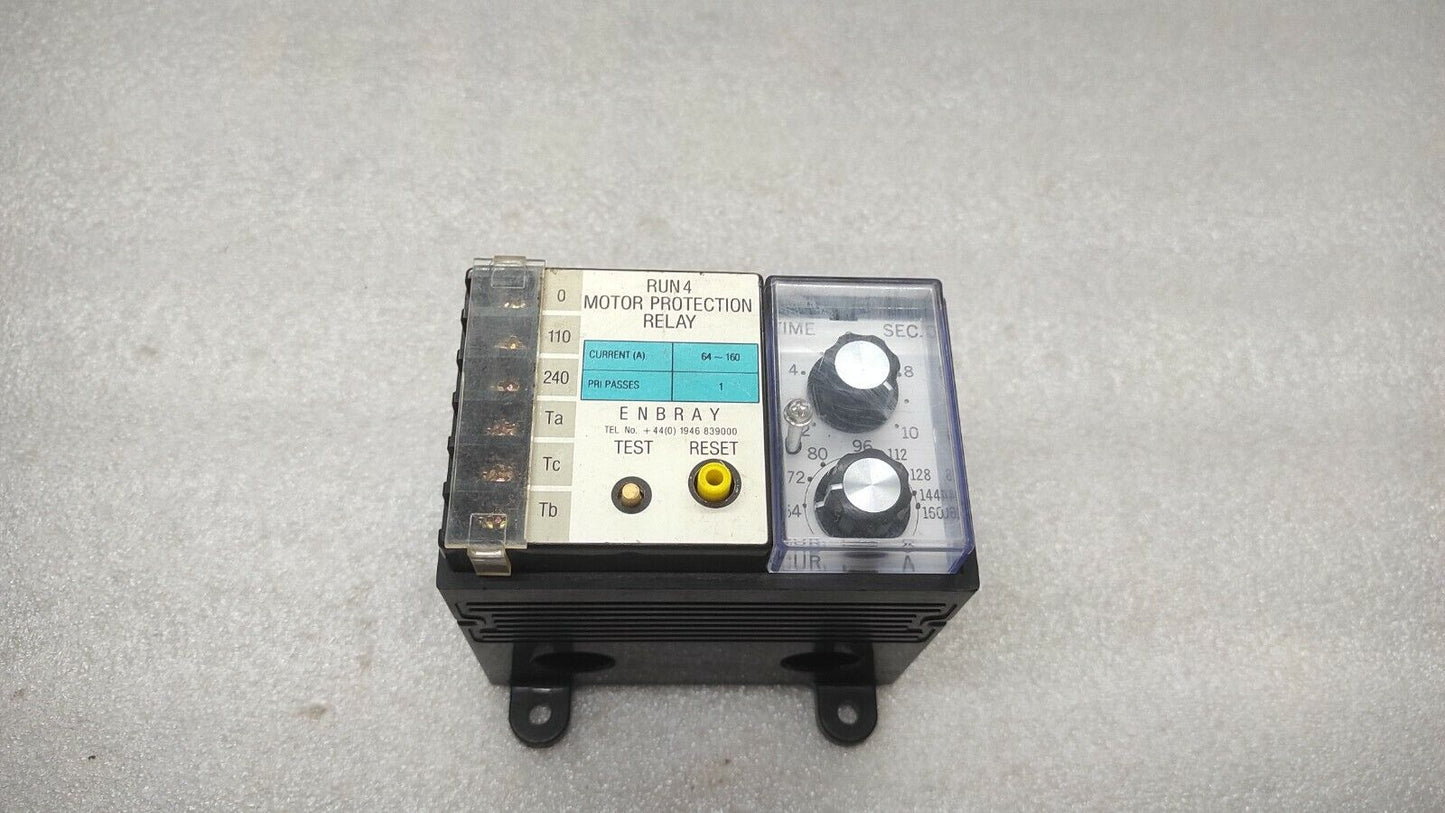 0
110
240
Ta
Tc
Tb
RUN 4
MOTOR PROTECTION
RELAY
CURRENT (A) 64 – 160
PRI PASSES 1
ENBRAY
TEL No. +44(0) 1946 839000
TEST RESET
TIME SEC.
4 8
2 10
80 96 112
72 128
64 144
160
CUR. A